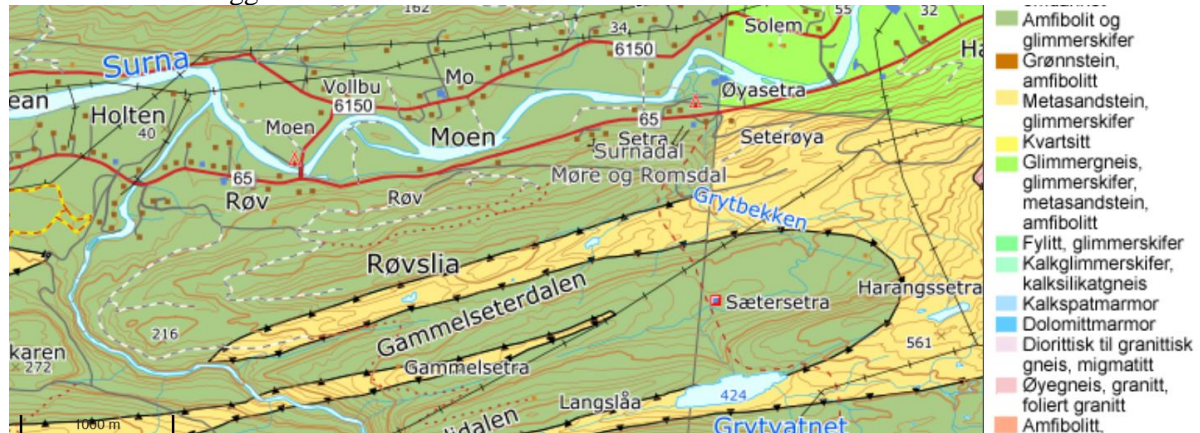 162
34
55
32
Solem
6150
Surna
Mo
Vollbu
Øyasetra
ean
6150
Holten
40
Moen
Moen
65
Setra
Seterøya
Surnadal
Møre og Romsdal
65
Røv
Røv
Grytbekken
Røvslia
Harangssetra
Sætersetra
Gammelseterdalen
216
karen
272
561
Gammelsetra
424
Langslåa
Grytvatnet
1000 m
Amfibolit og
glimmerskifer
Grønnstein,
amfibolitt
Metasandstein,
glimmerskifer
Kvartsitt
Glimmergneis,
glimmerskifer,
metasandstein,
amfibolitt
Fylitt, glimmerskifer
Kalkglimmerskifer,
kalksilikatgneis
Kalkspatmarmor
Dolomittmarmor
Diorittisk til granittisk
gneis, migmatitt
Øyegneis, granitt,
foliert granitt
Amfibolitt,